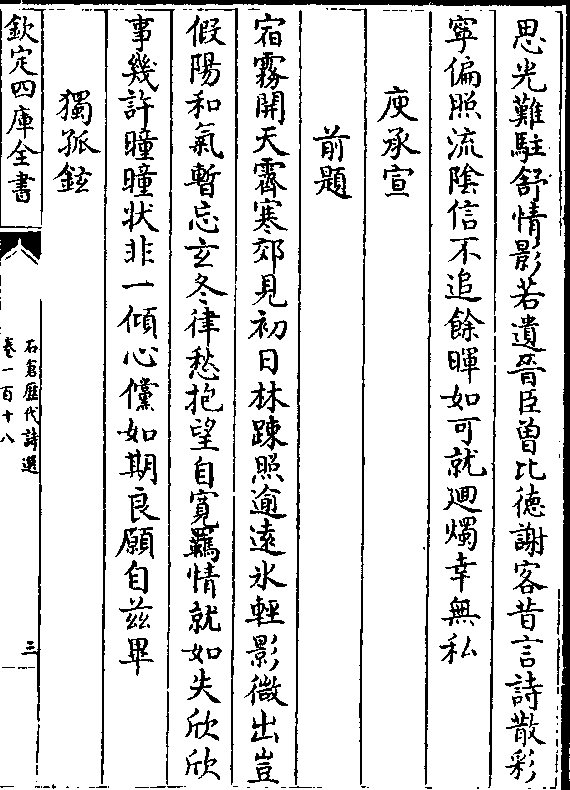 思光難駐舒情影若遺晉臣曽比徳謝客昔言詩散彩
寧偏照流陰信不追餘暉如可就廻燭幸無私
庾承宣
前題
宿霧開天霽寒郊見初日林踈照逾遠氷輕影微出豈
假陽和氣暫忘玄冬律愁抱望自寛羈情就如失欣欣
事幾許曈曈状非一傾心儻如期良願自兹畢
獨孤鉉
欽定四庫全書
石倉歴代詩選
卷一百十八
三